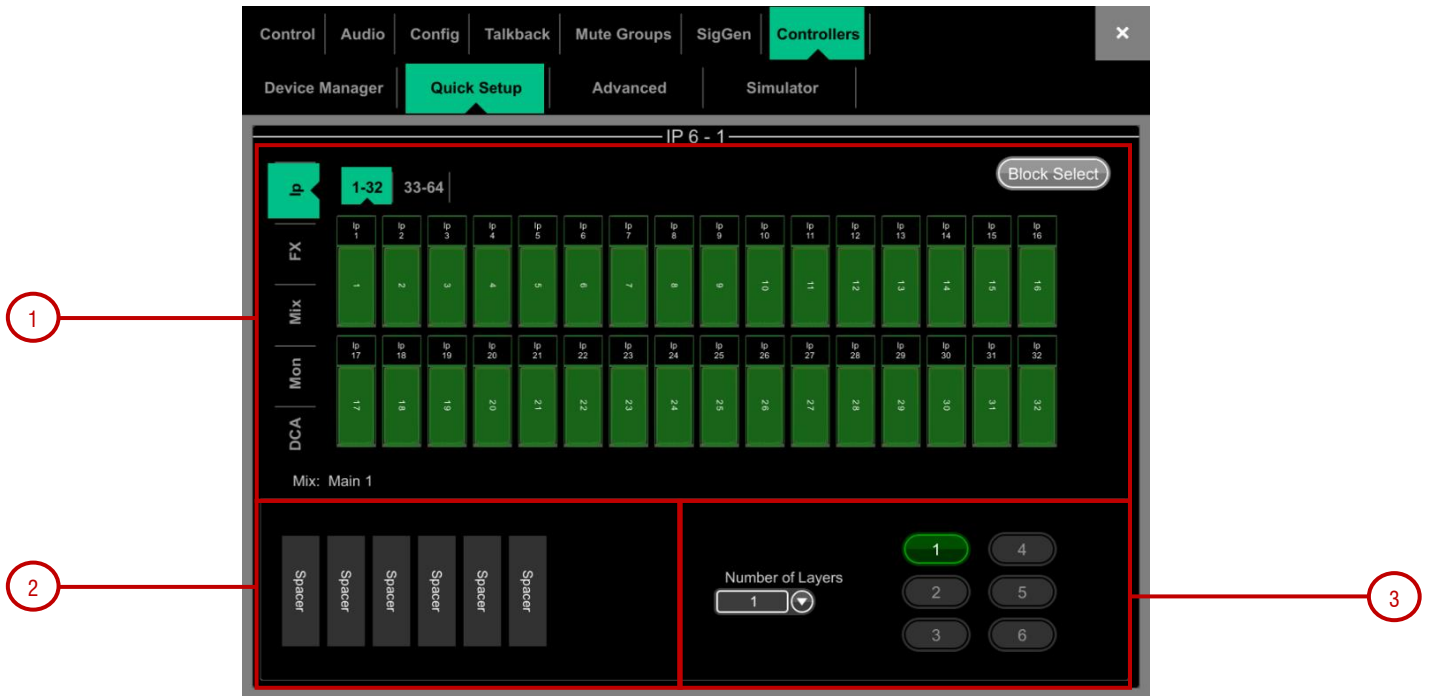 Control Audio Config Talkback Mute Groups SigGen Controllers ×
Device Manager Quick Setup Advanced Simulator
IP 6 - 1
Ip 1-32 33-64 Block Select
Ip Ip Ip Ip Ip Ip Ip Ip Ip Ip Ip Ip Ip Ip Ip Ip
1 2 3 4 5 6 7 8 9 10 11 12 13 14 15 16
FX
1 2 3 4 5 6 7 8 9 10 11 12 13 14 15 16
Mix
Ip Ip Ip Ip Ip Ip Ip Ip Ip Ip Ip Ip Ip Ip Ip Ip
17 18 19 20 21 22 23 24 25 26 27 28 29 30 31 32
Mon
17 18 19 20 21 22 23 24 25 26 27 28 29 30 31 32
DCA
Mix: Main 1
1
Spacer Spacer Spacer Spacer Spacer Spacer
2
Number of Layers
1
1 4
2 5
3 6
3